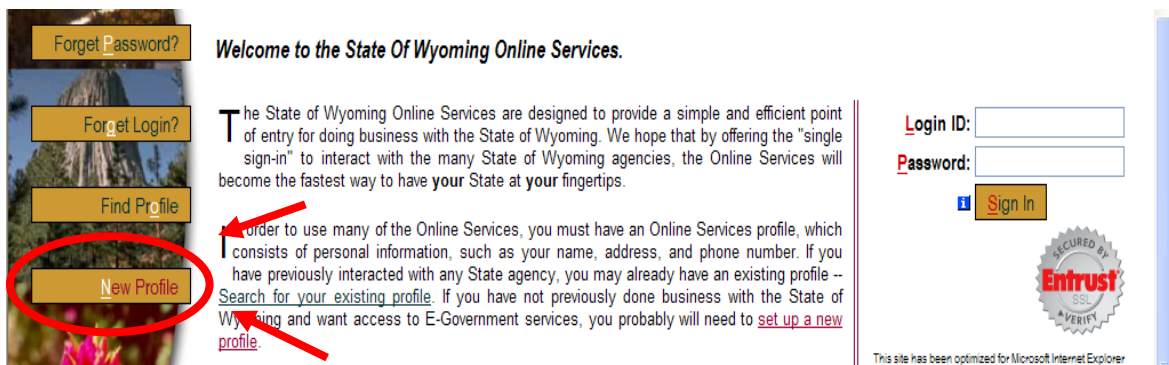 Forget Password?
Welcome to the State Of Wyoming Online Services.
Forget Login?
Find Profile
New Profile
The State of Wyoming Online Services are designed to provide a simple and efficient point
of entry for doing business with the State of Wyoming. We hope that by offering the "single
sign-in" to interact with the many State of Wyoming agencies, the Online Services will
become the fastest way to have your State at your fingertips.
order to use many of the Online Services, you must have an Online Services profile, which
consists of personal infomation, such as your name, address, and phone number. If you
have previously interacted with any State agency, you may already have an existing profile --
Search for your existing profile. If you have not previously done business with the State of
Wyoming and want access to E-Government services, you probably will need to set up a new
profile.
Login ID:
Password:
i
Sign In
SECURED BY
Entrust
SSL
VERIFY
This site has been optimized for Microsoft Internet Explorer